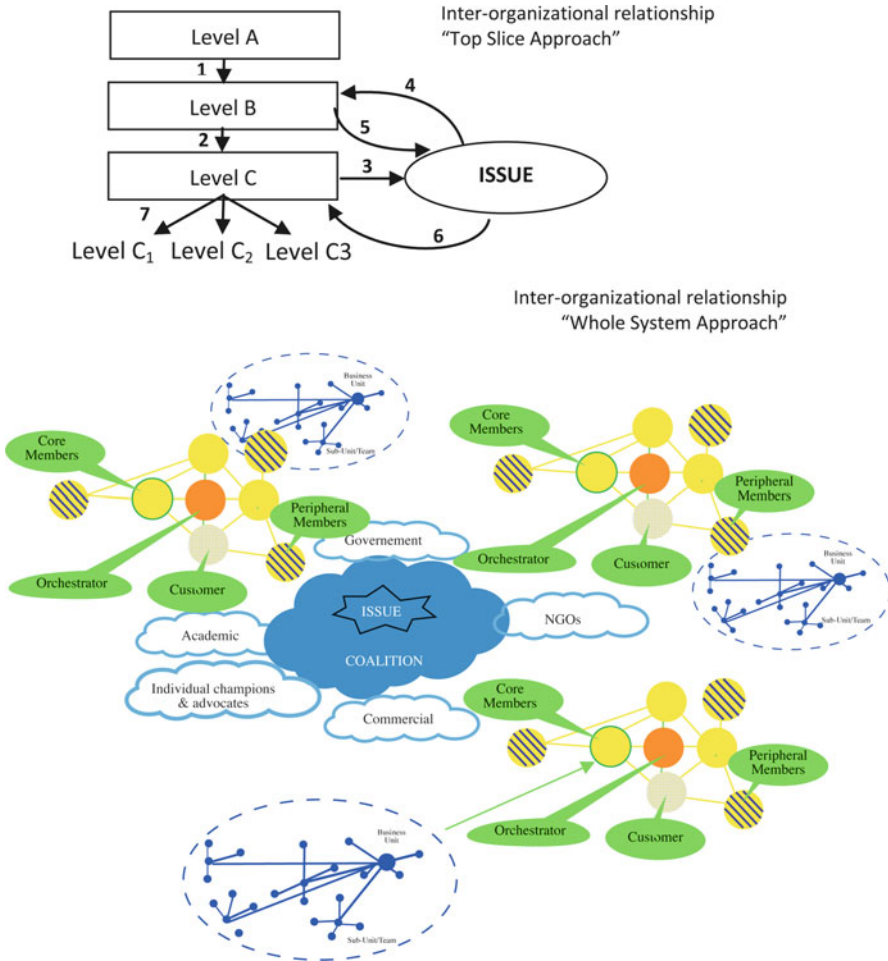 Inter-organizational relationship
“Top Slice Approach”
Level A
1
4
Level B
5
2
3
Level C
ISSUE
7
6
Level C1
Level C2
Level C3
Inter-organizational relationship
“Whole System Approach”
Business
Unit
Sub-Unit/Team
Core
Members
Peripheral
Members
Orchestrator
Customer
Core
Members
Peripheral
Members
Orchestrator
Customer
Business
Unit
Sub-Unit/Team
Governement
ISSUE
COALITION
Academic
NGOs
Individual champions
& advocates
Commercial
Core
Members
Peripheral
Members
Orchestrator
Customer
Business
Unit
Sub-Unit/Team